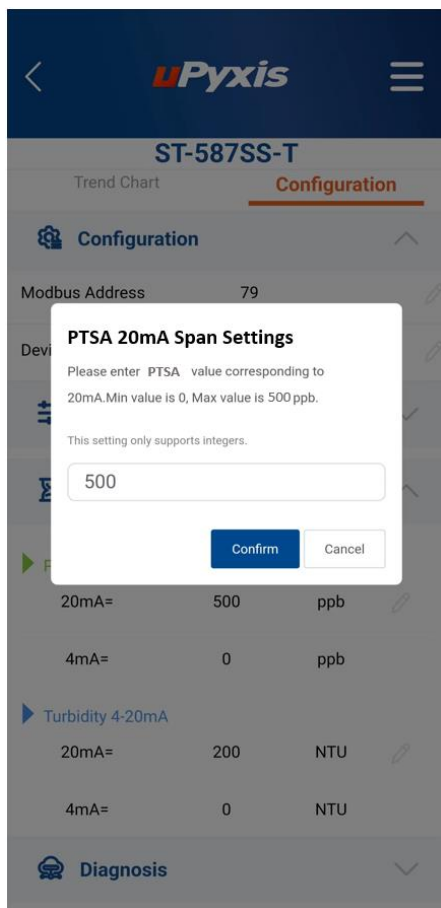 uPyxis
ST-587SS-T
Trend Chart Configuration
Configuration
Modbus Address 79
Devi
PTSA 20mA Span Settings
Please enter PTSA value corresponding to
20mA.Min value is 0, Max value is 500 ppb.
This setting only supports integers.
500
Confirm Cancel
20mA= 500 ppb
4mA= 0 ppb
Turbidity 4-20mA
20mA= 200 NTU
4mA= 0 NTU
Diagnosis